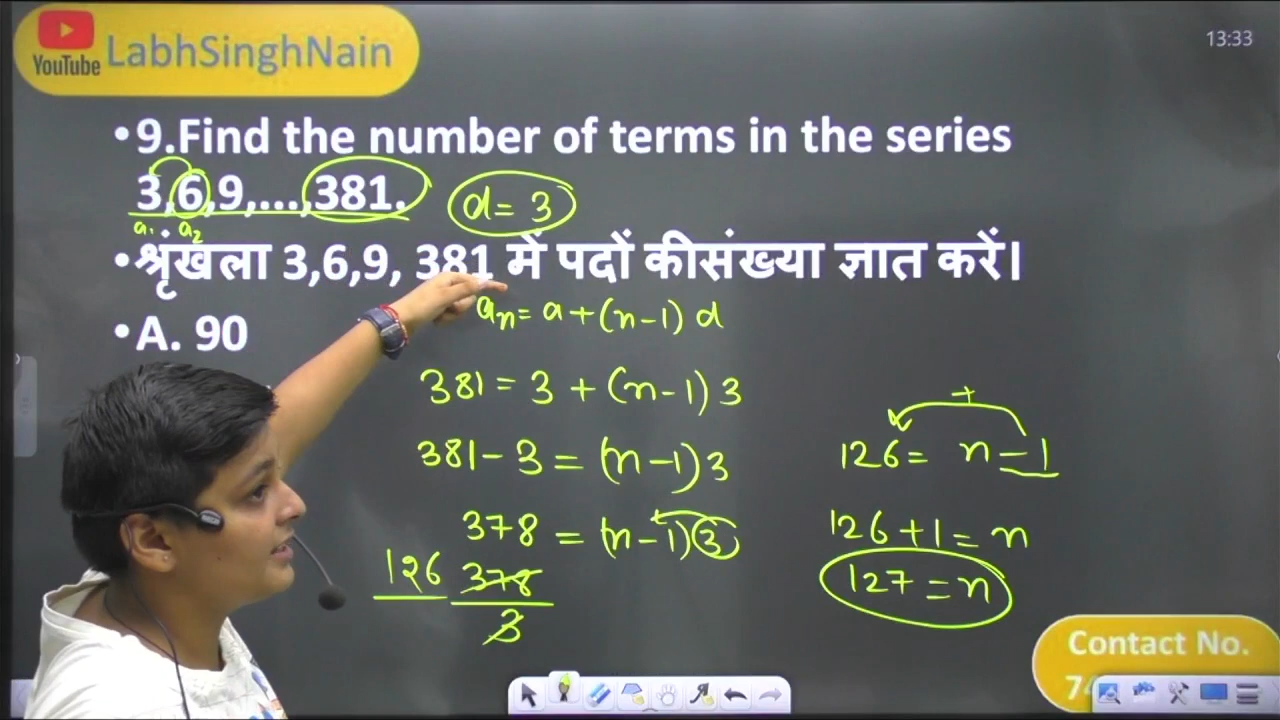 YouTube LabhSinghNain
13:33
•9.Find the number of terms in the series
3,6,9,....,381.
d = 3
a₁ a₂
•श्रृंखला 3,6,9, 381 में पदों कीसंख्या ज्ञात करें।
aₙ = a + (n-1) d
•A. 90
381 = 3 + (n-1) 3
381 - 3 = (n-1) 3
378 = (n-1) 3
126 378
3
+
126 = n - 1
126 + 1 = n
127 = n
Contact No.